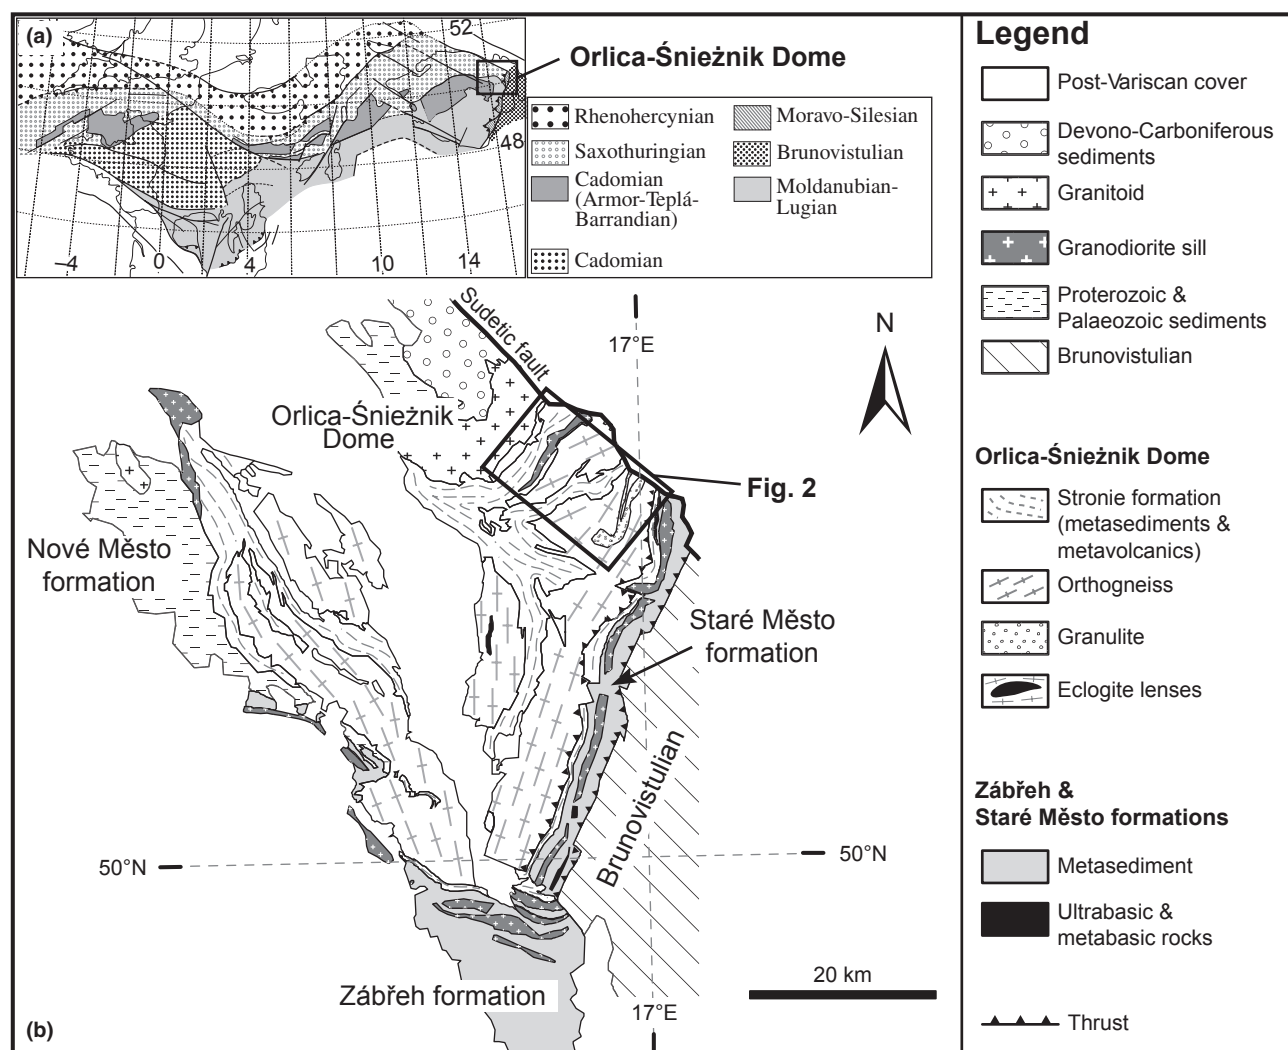 (a)
52
48
−4
0
4
10
14
Orlica-Śnieżnik Dome
Rhenohercynian
Saxothuringian
Cadomian
(Armor-Teplá-
Barrandian)
Cadomian
Moravo-Silesian
Brunovistulian
Moldanubian-
Lugian
Sudetic fault
17°E
N
Orlica-Śnieżnik
Dome
Fig. 2
Nové Město
formation
Staré Město
formation
Brunovistulian
50°N
50°N
20 km
Zábřeh formation
17°E
(b)
Legend
Post-Variscan cover
Devono-Carboniferous
sediments
Granitoid
Granodiorite sill
Proterozoic &
Palaeozoic sediments
Brunovistulian
Orlica-Śnieżnik Dome
Stronie formation
(metasediments &
metavolcanics)
Orthogneiss
Granulite
Eclogite lenses
Zábřeh &
Staré Město formations
Metasediment
Ultrabasic &
metabasic rocks
Thrust